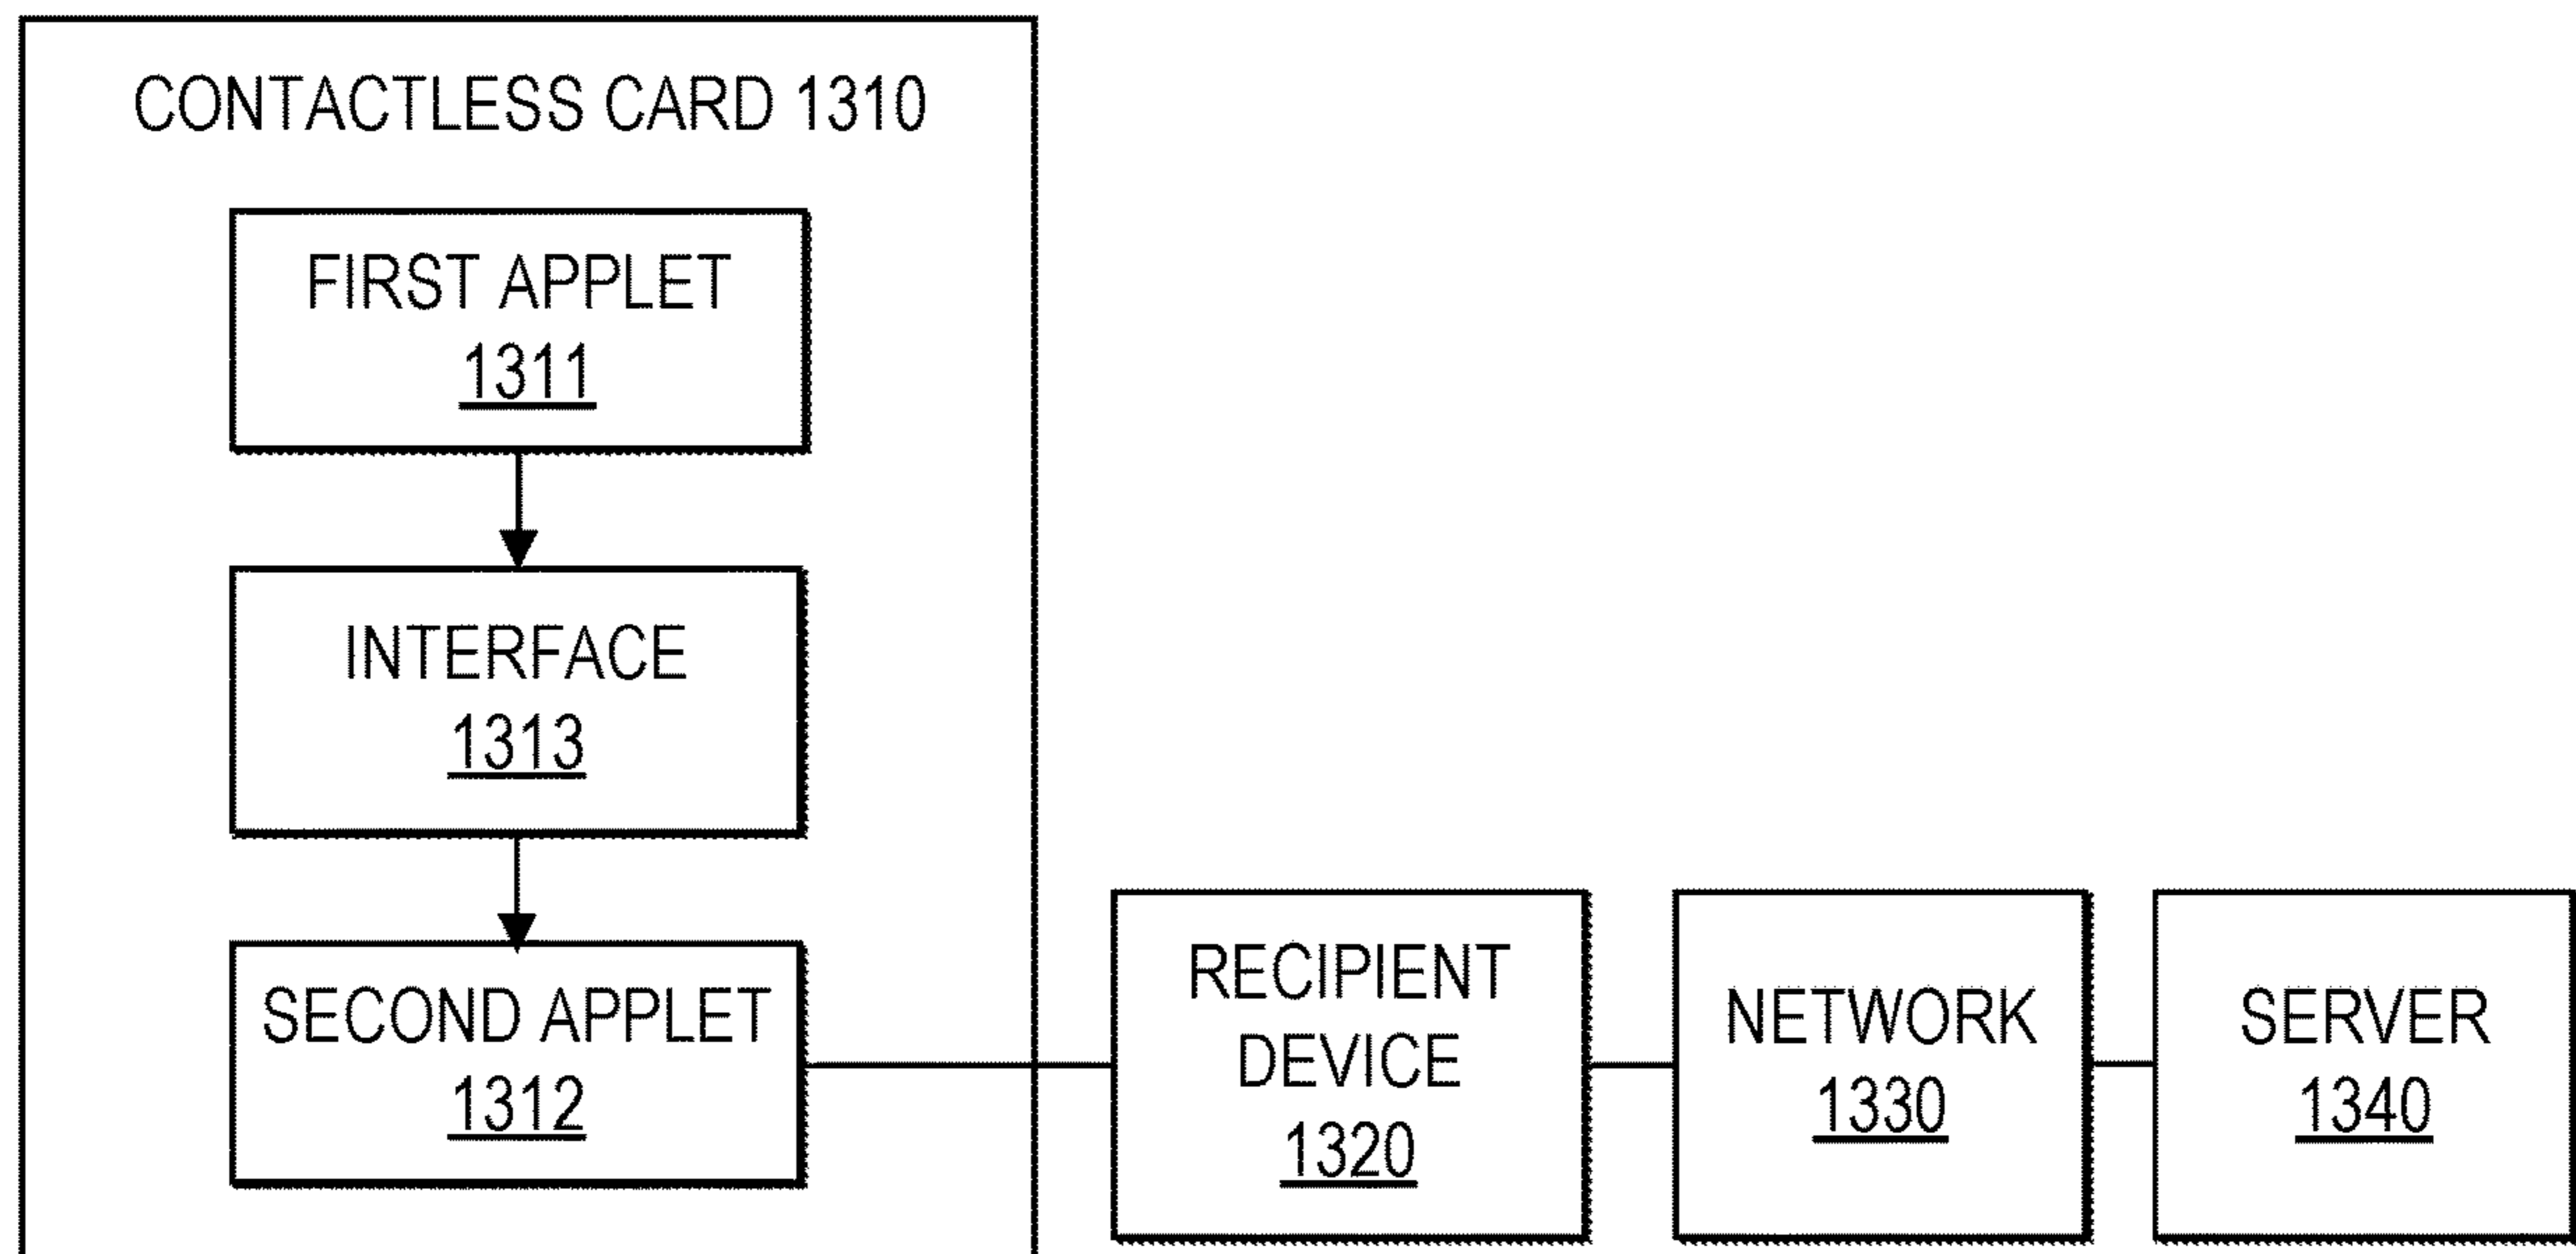 CONTACTLESS CARD 1310
FIRST APPLET
1311
INTERFACE
1313
SECOND APPLET
1312
RECIPIENT
DEVICE
1320
NETWORK
1330
SERVER
1340